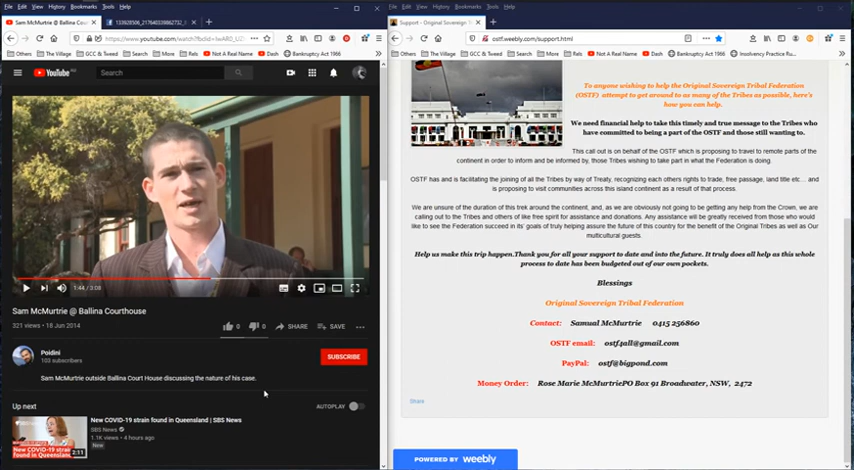 File Edit View History Bookmarks Tools Help
Sam McMurtrie @ Ballina Cou
https://www.youtube.com/watch?
Others The Village GCC & Tweed Search More Rels Not A Real Name Dawn Bankruptcy Act 1966
YouTube
Search
1:44 / 3:08
Sam McMurtrie @ Ballina Courthouse
321 views • 18 Jun 2014
0 0 SHARE SAVE
Poidini
103 subscribers
SUBSCRIBE
Sam McMurtrie outside Ballina Court House discussing the nature of his case.
Up next
AUTOPLAY
New COVID-19 strain found in Queensland | SBS News
SBS News
1.1K views • 4 hours ago
New
New COVID-19 strain found in Queensland
2:11
File Edit View History Bookmarks Tools Help
Support - Original Sovereign T
ostf.weebly.com/support.html
Others The Village GCC & Tweed Search More Rels Not A Real Name Dawn Bankruptcy Act 1966 Insolvency Practice Ru
To anyone wishing to help the Original Sovereign Tribal Federation
(OSTF) attempt to get around to as many of the Tribes as possible, here's
how you can help.
We need financial help to take this timely and true message to the Tribes who
have committed to being a part of the OSTF and those still wanting to.
This call out is on behalf of the OSTF which is proposing to travel to remote parts of the
continent in order to inform and be informed by, those Tribes wishing to take part in what the Federation is doing.
OSTF has and is facilitating the joining of all the Tribes by way of Treaty, recognizing each others rights to trade, free passage, land title etc... and
is proposing to visit communities across this island continent as a result of that process.
We are unsure of the duration of this trek around the continent, and, as we are obviously not going to be getting any help from the Crown, we are
calling out to the Tribes and others of like free spirit for assistance and donations. Any assistance will be greatly received from those who would
like to see the Federation succeed in its' goals of truly helping assure the future of this country for the benefit of the Original Tribes as well as Our
multicultural guests.
Help us make this trip happen.Thank you for all your support to date and into the future. It truly does all help as this whole
process to date has been budgeted out of our own pockets.
Blessings
Original Sovereign Tribal Federation
Contact: Samual McMurtrie 0415 256860
OSTF email: ostf4all@gmail.com
PayPal: ostf@bigpond.com
Money Order: Rose Marie McMurtriePO Box 91 Broadwater, NSW, 2472
Share
POWERED BY weebly